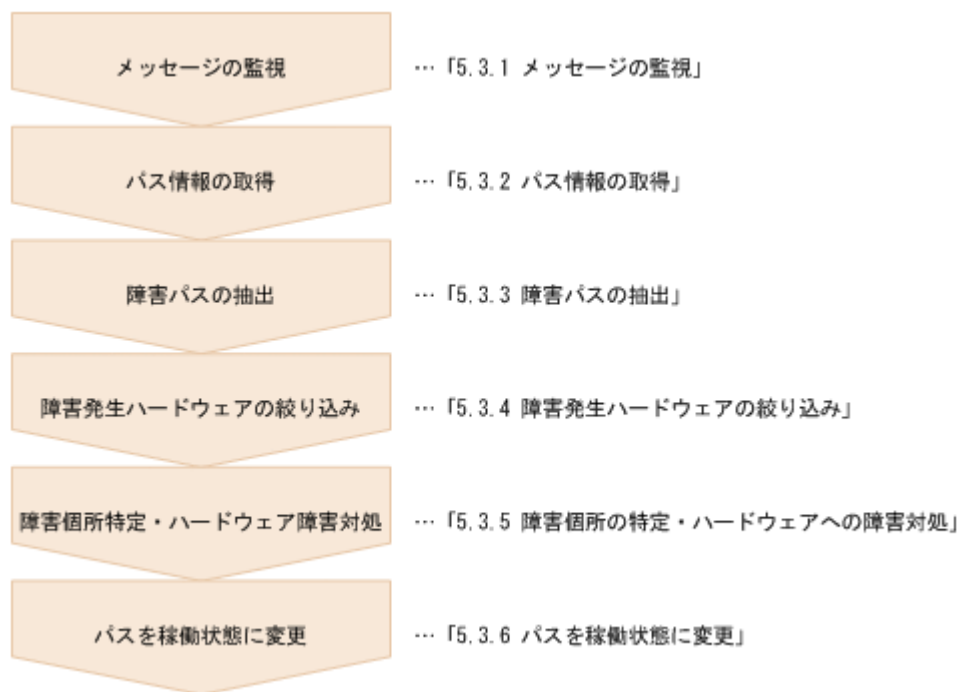 メッセージの監視 …「5.3.1 メッセージの監視」
パス情報の取得 …「5.3.2 パス情報の取得」
障害パスの抽出 …「5.3.3 障害パスの抽出」
障害発生ハードウェアの絞り込み …「5.3.4 障害発生ハードウェアの絞り込み」
障害個所特定・ハードウェア障害対処 …「5.3.5 障害個所の特定・ハードウェアへの障害対処」
パスを稼働状態に変更 …「5.3.6 パスを稼働状態に変更」